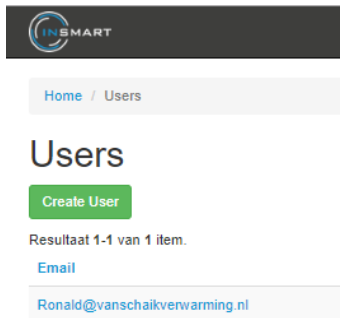 INSMART
Home / Users
Users
Create User
Resultaat 1-1 van 1 item.
Email
Ronald@vanschaikverwarming.nl